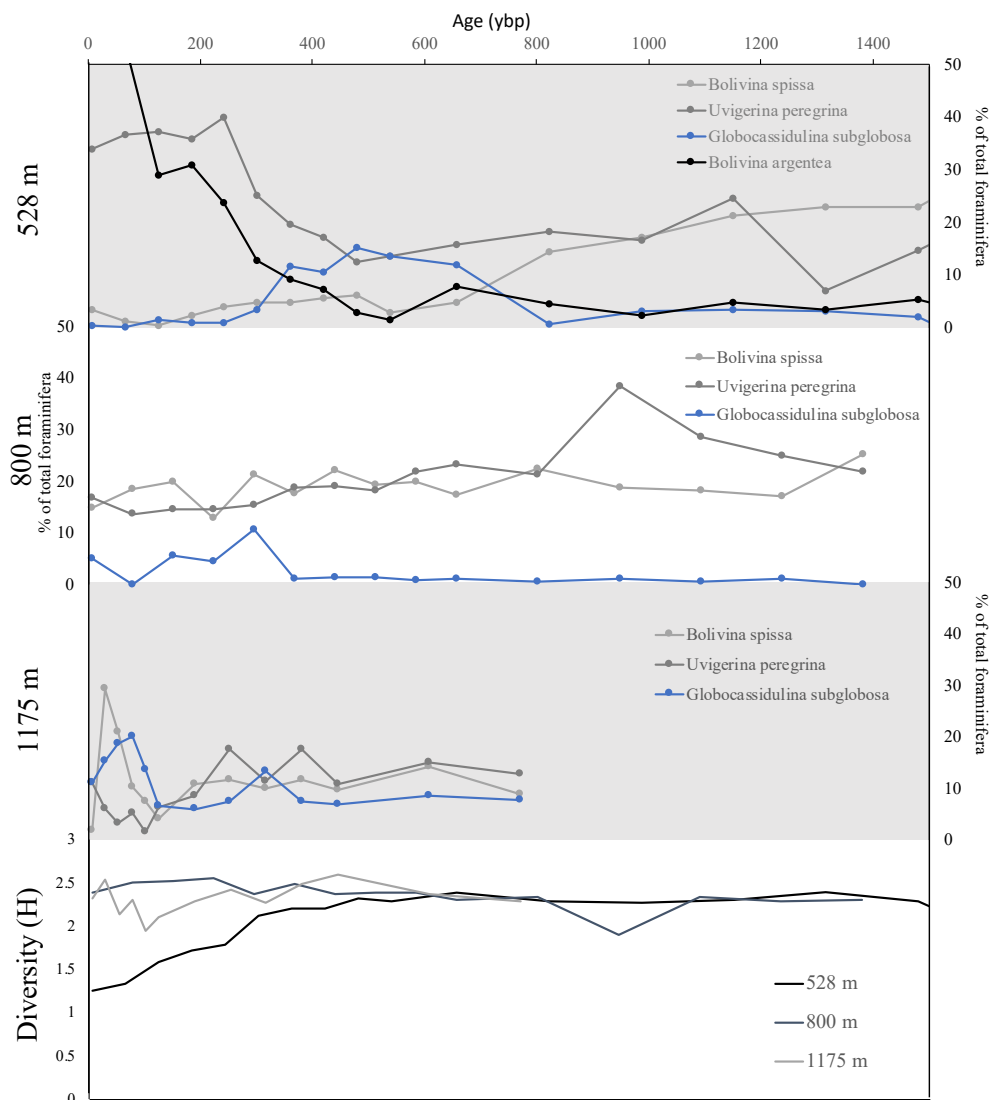 Age (ybp)
0 200 400 600 800 1000 1200 1400
528 m
Bolivina spissa
Uvigerina peregrina
Globocassidulina subglobosa
Bolivina argentea
50
40
30
20
10
0
% of total foraminifera
800 m
% of total foraminifera
50
40
30
20
10
0
Bolivina spissa
Uvigerina peregrina
Globocassidulina subglobosa
1175 m
Bolivina spissa
Uvigerina peregrina
Globocassidulina subglobosa
50
40
30
20
10
0
% of total foraminifera
Diversity (H)
3
2.5
2
1.5
1
0.5
0
528 m
800 m
1175 m